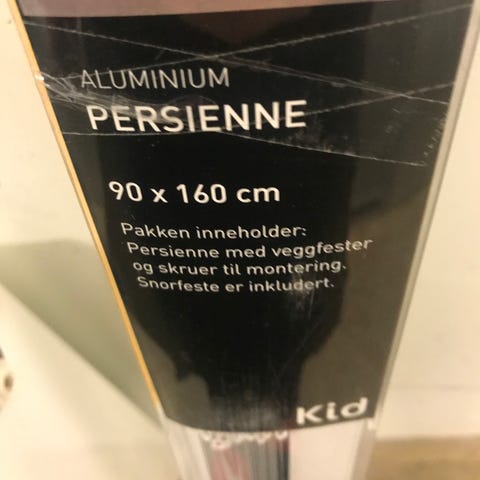 ALUMINIUM
PERSIENNE
90 x 160 cm
Pakken inneholder:
Persienne med veggfester
og skruer til montering.
Snorfeste er inkludert.
Kid